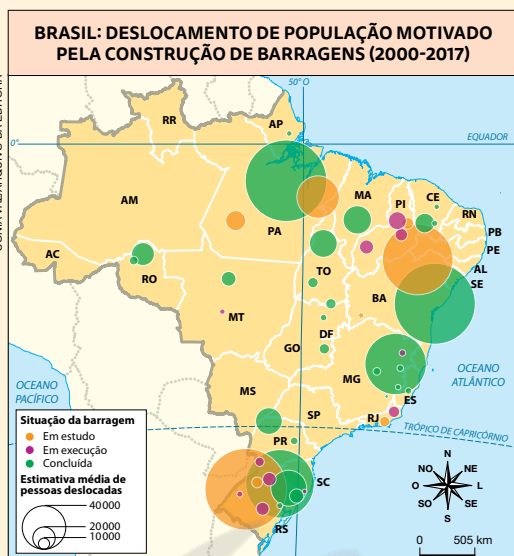 BRASIL: DESLOCAMENTO DE POPULAÇÃO MOTIVADO
PELA CONSTRUÇÃO DE BARRAGENS (2000-2017)
50° O
RR
AP
0°
EQUADOR
AM
PA
MA
PI
CE
RN
PB
PE
AL
SE
AC
RO
TO
BA
MT
DF
GO
MG
OCEANO
PACÍFICO
OCEANO
ATLÂNTICO
MS
ES
SP
RJ
TRÓPICO DE CAPRICÓRNIO
PR
SC
RS
Situação da barragem
Em estudo
Em execução
Concluída
Estimativa média de
pessoas deslocadas
40000
20000
10000
N
NO
NE
O
L
SO
SE
S
0
505 km